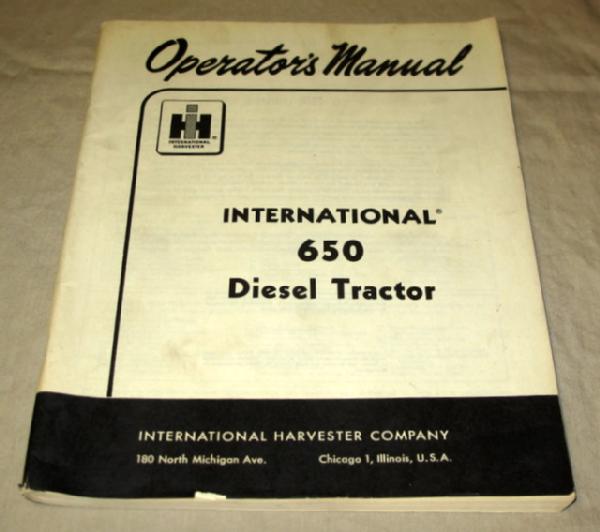 Operator's Manual
IH®
INTERNATIONAL
HARVESTER
INTERNATIONAL®
650
Diesel Tractor
INTERNATIONAL HARVESTER COMPANY
180 North Michigan Ave. Chicago 1, Illinois, U.S.A.